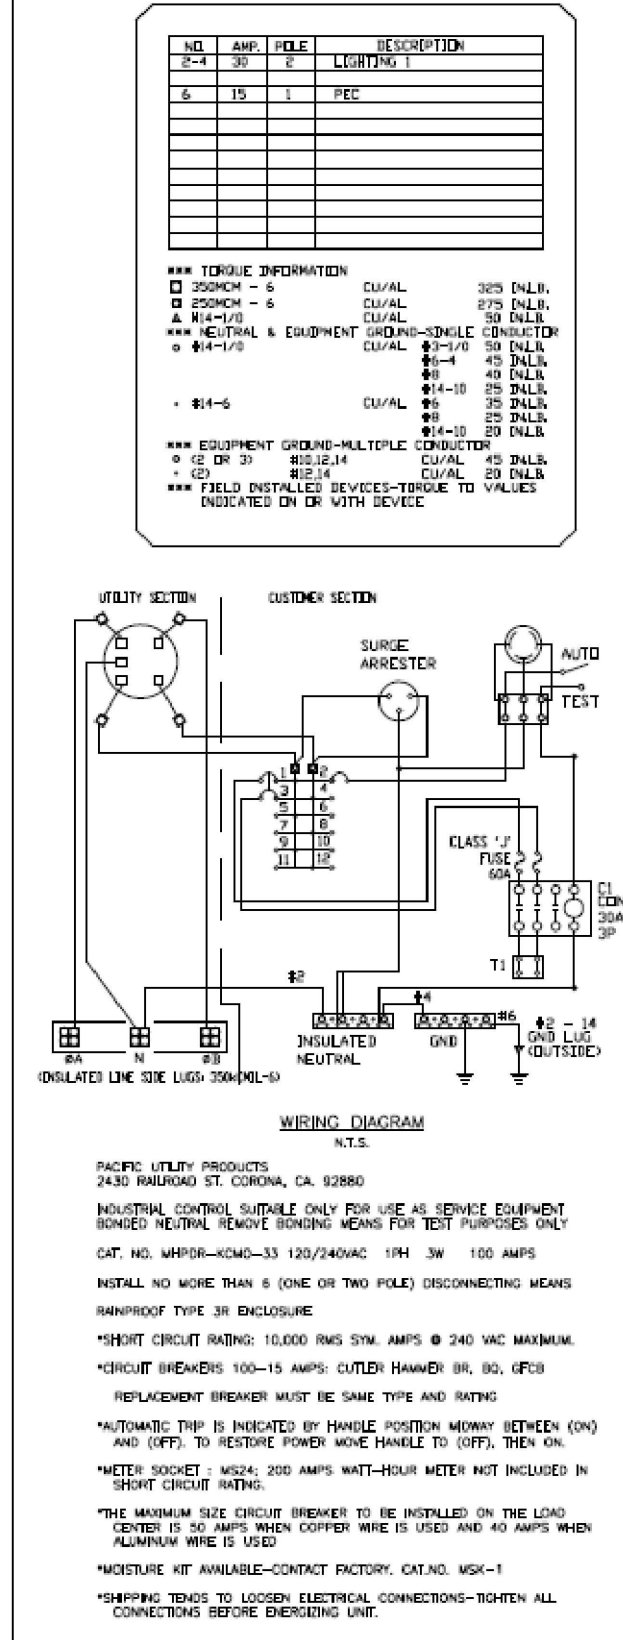 NO. AMP. POLE DESCRIPTION
2-4 30 2 LIGHTING 1
6 15 1 PEC
*** TORQUE INFORMATION
350MCM - 6 CU/AL 325 IN.LB.
250MCM - 6 CU/AL 275 IN.LB.
#14-1/0 CU/AL 50 IN.LB.
*** NEUTRAL & EQUIPMENT GROUND-SINGLE CONDUCTOR
#14-1/0 CU/AL #3-1/0 50 IN.LB.
#6-4 45 IN.LB.
#8 40 IN.LB.
#14-10 25 IN.LB.
#14-6 CU/AL #6 35 IN.LB.
#8 25 IN.LB.
#14-10 20 IN.LB.
*** EQUIPMENT GROUND-MULTIPLE CONDUCTOR
(2 OR 3) #10,12,14 CU/AL 45 IN.LB.
(2) #12,14 CU/AL 20 IN.LB.
*** FIELD INSTALLED DEVICES-TORQUE TO VALUES
INDICATED ON OR WITH DEVICE
UTILITY SECTION CUSTOMER SECTION
SURGE
ARRESTER
AUTO
TEST
1 2
3 4
5 6
7 8
9 10
11 12
CLASS 'J'
FUSE
60A
C1
CON
30A
3P
T1
#2
#4
#6
#2 - 14
GND LUG
(OUTSIDE)
INSULATED
NEUTRAL
GND
ØA N ØB
(INSULATED LINE SIDE LUGS: 350kCMIL-6)
WIRING DIAGRAM
N.T.S.
PACIFIC UTILITY PRODUCTS
2430 RAILROAD ST. CORONA, CA. 92880
INDUSTRIAL CONTROL SUITABLE ONLY FOR USE AS SERVICE EQUIPMENT
BONDED NEUTRAL REMOVE BONDING MEANS FOR TEST PURPOSES ONLY
CAT. NO. MHPDR-KCMO-33 120/240VAC 1PH 3W 100 AMPS
INSTALL NO MORE THAN 6 (ONE OR TWO POLE) DISCONNECTING MEANS
RAINPROOF TYPE 3R ENCLOSURE
*SHORT CIRCUIT RATING: 10,000 RMS SYM. AMPS @ 240 VAC MAXIMUM.
*CIRCUIT BREAKERS 100-15 AMPS: CUTLER HAMMER BR, BQ, GFCB
REPLACEMENT BREAKER MUST BE SAME TYPE AND RATING
*AUTOMATIC TRIP IS INDICATED BY HANDLE POSITION MIDWAY BETWEEN (ON)
AND (OFF). TO RESTORE POWER MOVE HANDLE TO (OFF), THEN ON.
*METER SOCKET : MS24; 200 AMPS WATT-HOUR METER NOT INCLUDED IN
SHORT CIRCUIT RATING.
*THE MAXIMUM SIZE CIRCUIT BREAKER TO BE INSTALLED ON THE LOAD
CENTER IS 50 AMPS WHEN COPPER WIRE IS USED AND 40 AMPS WHEN
ALUMINUM WIRE IS USED
*MOISTURE KIT AVAILABLE-CONTACT FACTORY. CAT.NO. MSK-1
*SHIPPING TENDS TO LOOSEN ELECTRICAL CONNECTIONS-TIGHTEN ALL
CONNECTIONS BEFORE ENERGIZING UNIT.